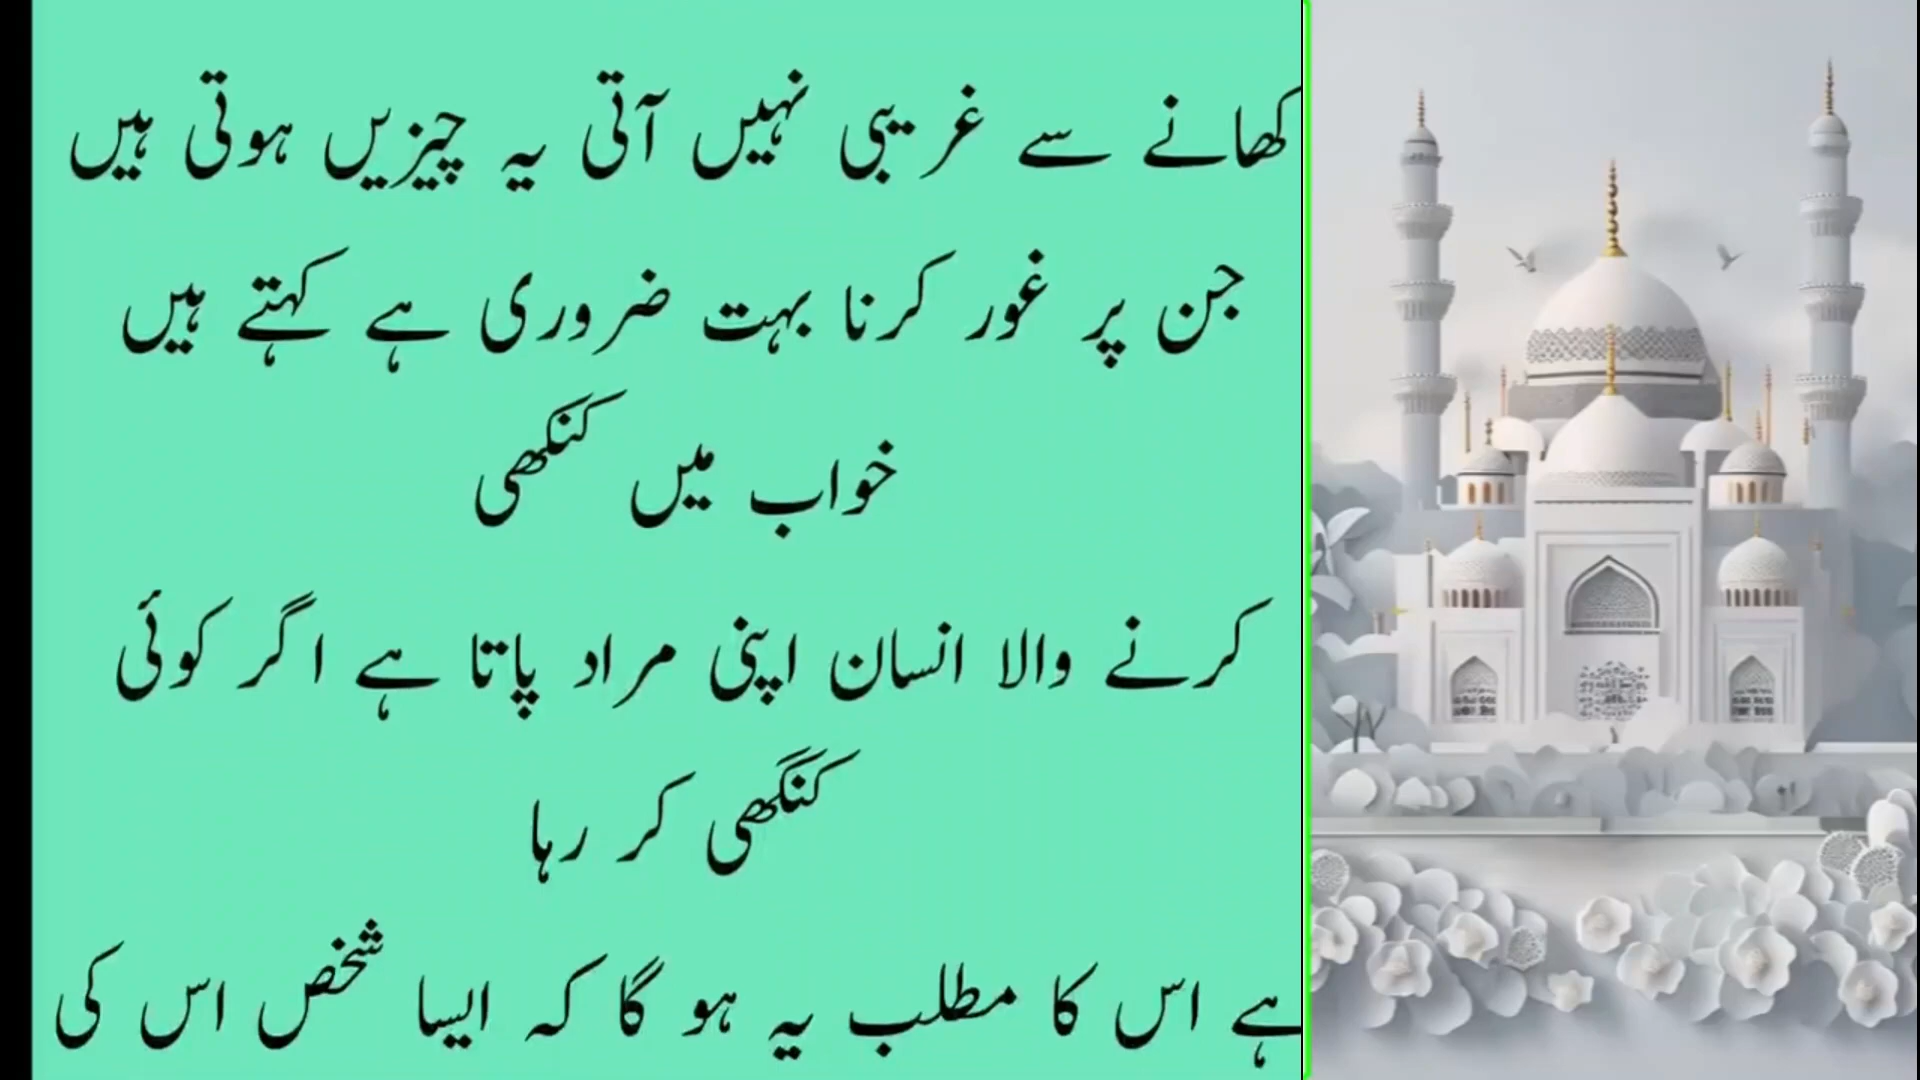 کھانے سے غریبی نہیں آتی یہ چیزیں ہوتی ہیں
جن پر غور کرنا بہت ضروری ہے کہتے ہیں
خواب میں کنکھی
کرنے والا انسان اپنی مراد پاتا ہے اگر کوئی
کنگھی کر رہا
ہے اس کا مطلب یہ ہو گا کہ ایسا شخص اس کی